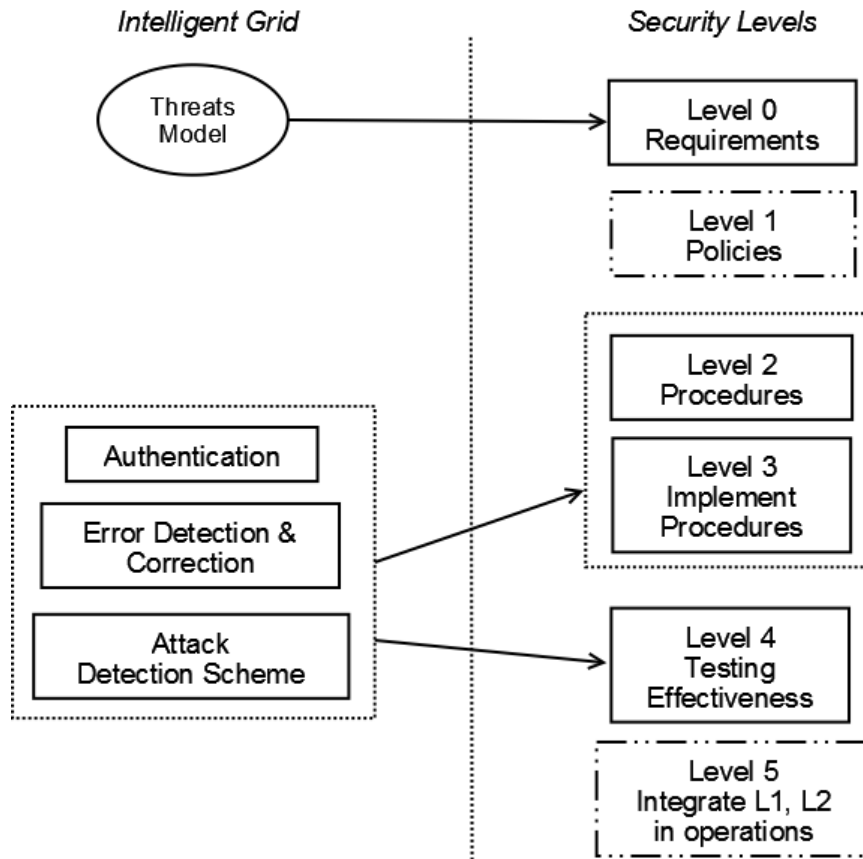 Intelligent Grid
Security Levels
Threats
Model
Level 0
Requirements
Level 1
Policies
Level 2
Procedures
Authentication
Level 3
Implement
Procedures
Error Detection &
Correction
Attack
Detection Scheme
Level 4
Testing
Effectiveness
Level 5
Integrate L1, L2
in operations